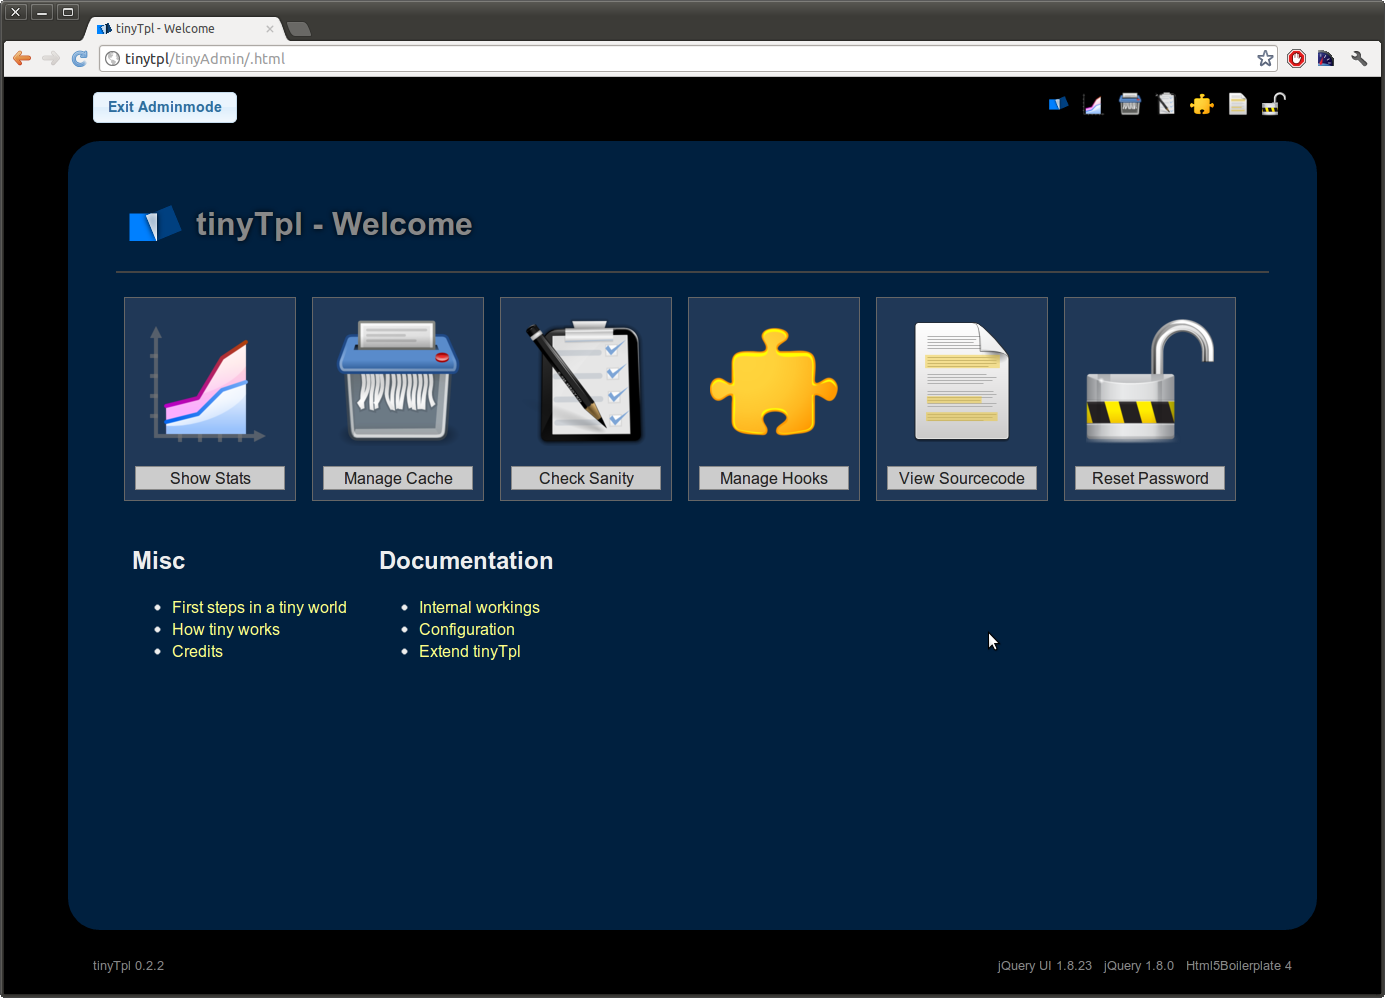 tinyTpl - Welcome
tinytpl/tinyAdmin/.html
Exit Adminmode
tinyTpl - Welcome
Show Stats
Manage Cache
Check Sanity
Manage Hooks
View Sourcecode
Reset Password
Misc
First steps in a tiny world
How tiny works
Credits
Documentation
Internal workings
Configuration
Extend tinyTpl
tinyTpl 0.2.2
jQuery UI 1.8.23 jQuery 1.8.0 Html5Boilerplate 4